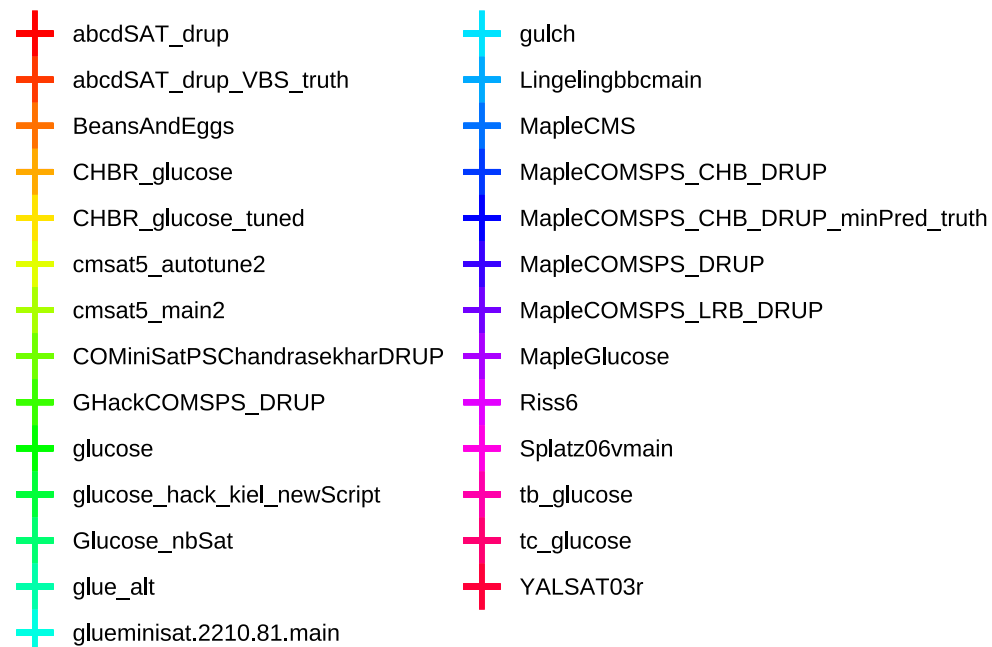 abcdSAT_drup
abcdSAT_drup_VBS_truth
BeansAndEggs
CHBR_glucose
CHBR_glucose_tuned
cmsat5_autotune2
cmsat5_main2
COMiniSatPSChandrasekharDRUP
GHackCOMSPS_DRUP
glucose
glucose_hack_kiel_newScript
Glucose_nbSat
glue_alt
glueminisat.2210.81.main
gulch
Lingelingbbcmain
MapleCMS
MapleCOMSPS_CHB_DRUP
MapleCOMSPS_CHB_DRUP_minPred_truth
MapleCOMSPS_DRUP
MapleCOMSPS_LRB_DRUP
MapleGlucose
Riss6
Splatz06vmain
tb_glucose
tc_glucose
YALSAT03r